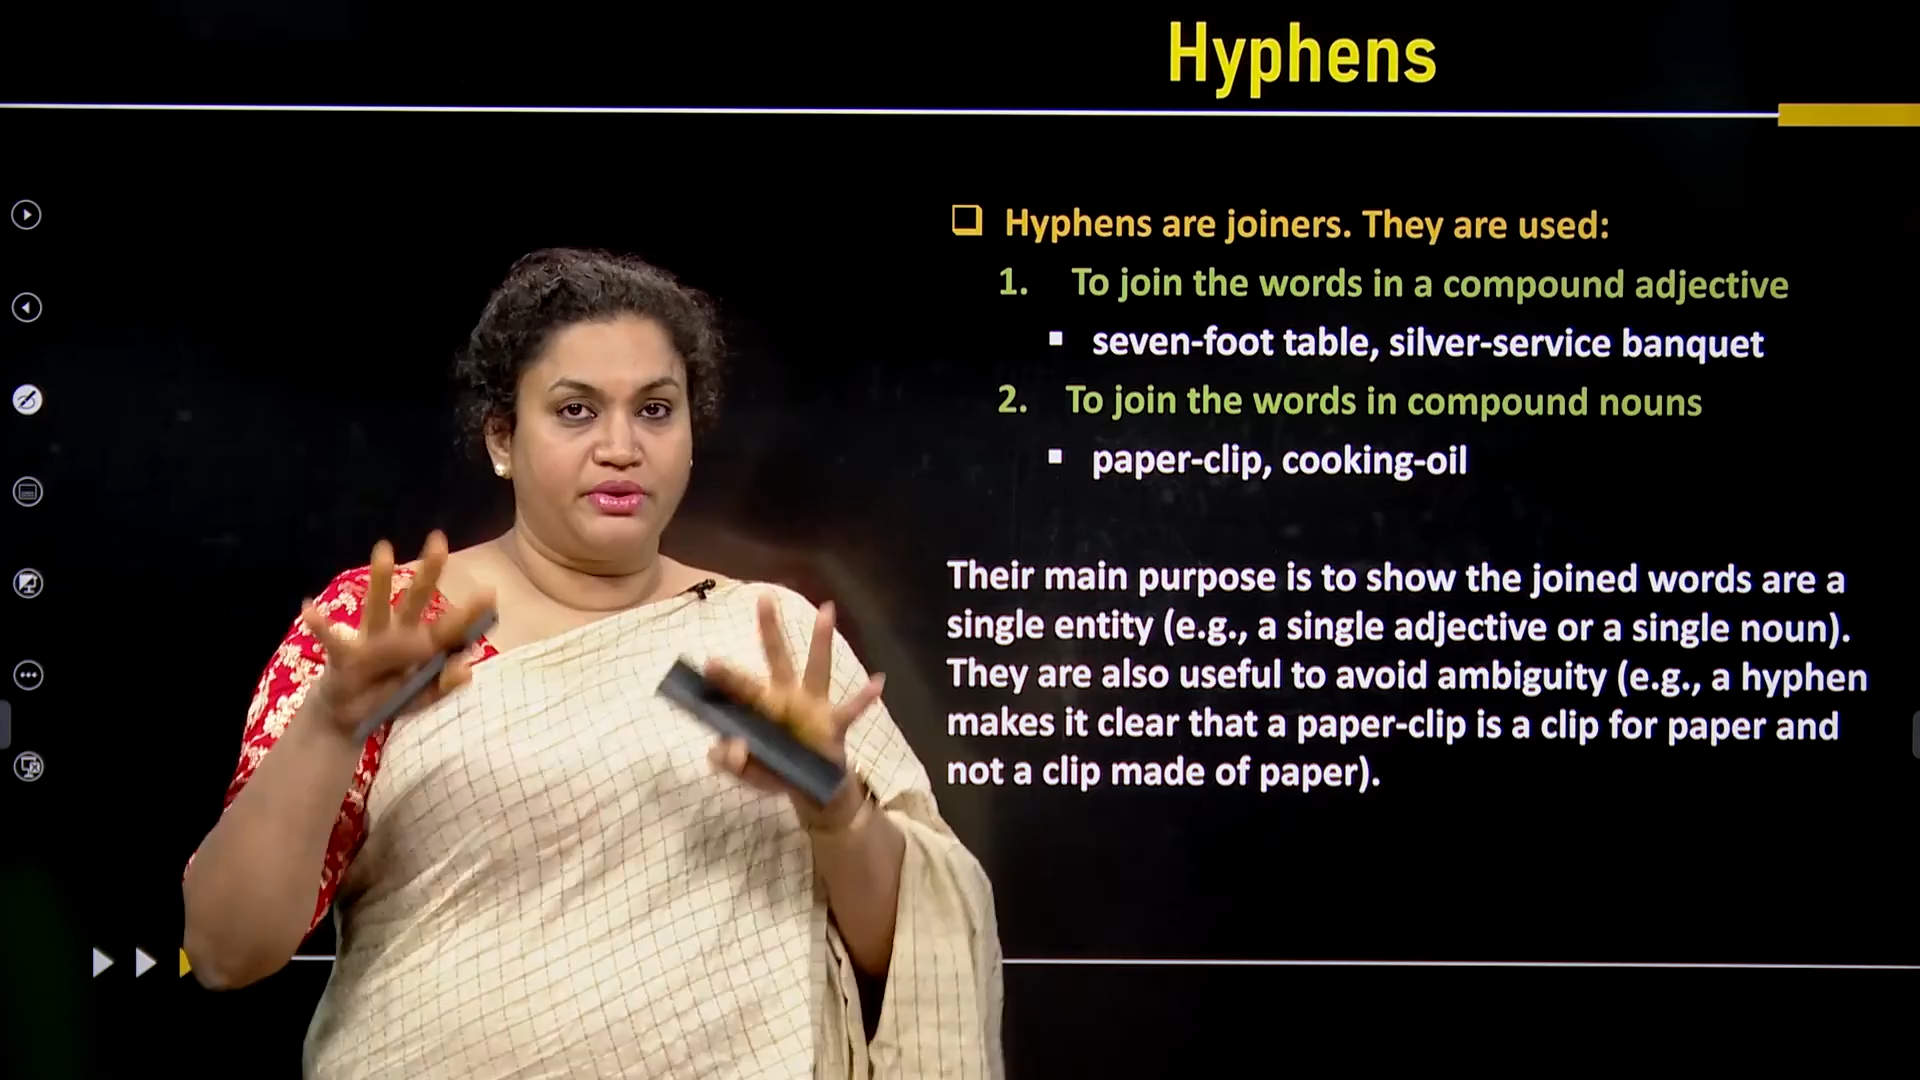 Hyphens
❑ Hyphens are joiners. They are used:
1. To join the words in a compound adjective
▪ seven-foot table, silver-service banquet
2. To join the words in compound nouns
▪ paper-clip, cooking-oil
Their main purpose is to show the joined words are a
single entity (e.g., a single adjective or a single noun).
They are also useful to avoid ambiguity (e.g., a hyphen
makes it clear that a paper-clip is a clip for paper and
not a clip made of paper).